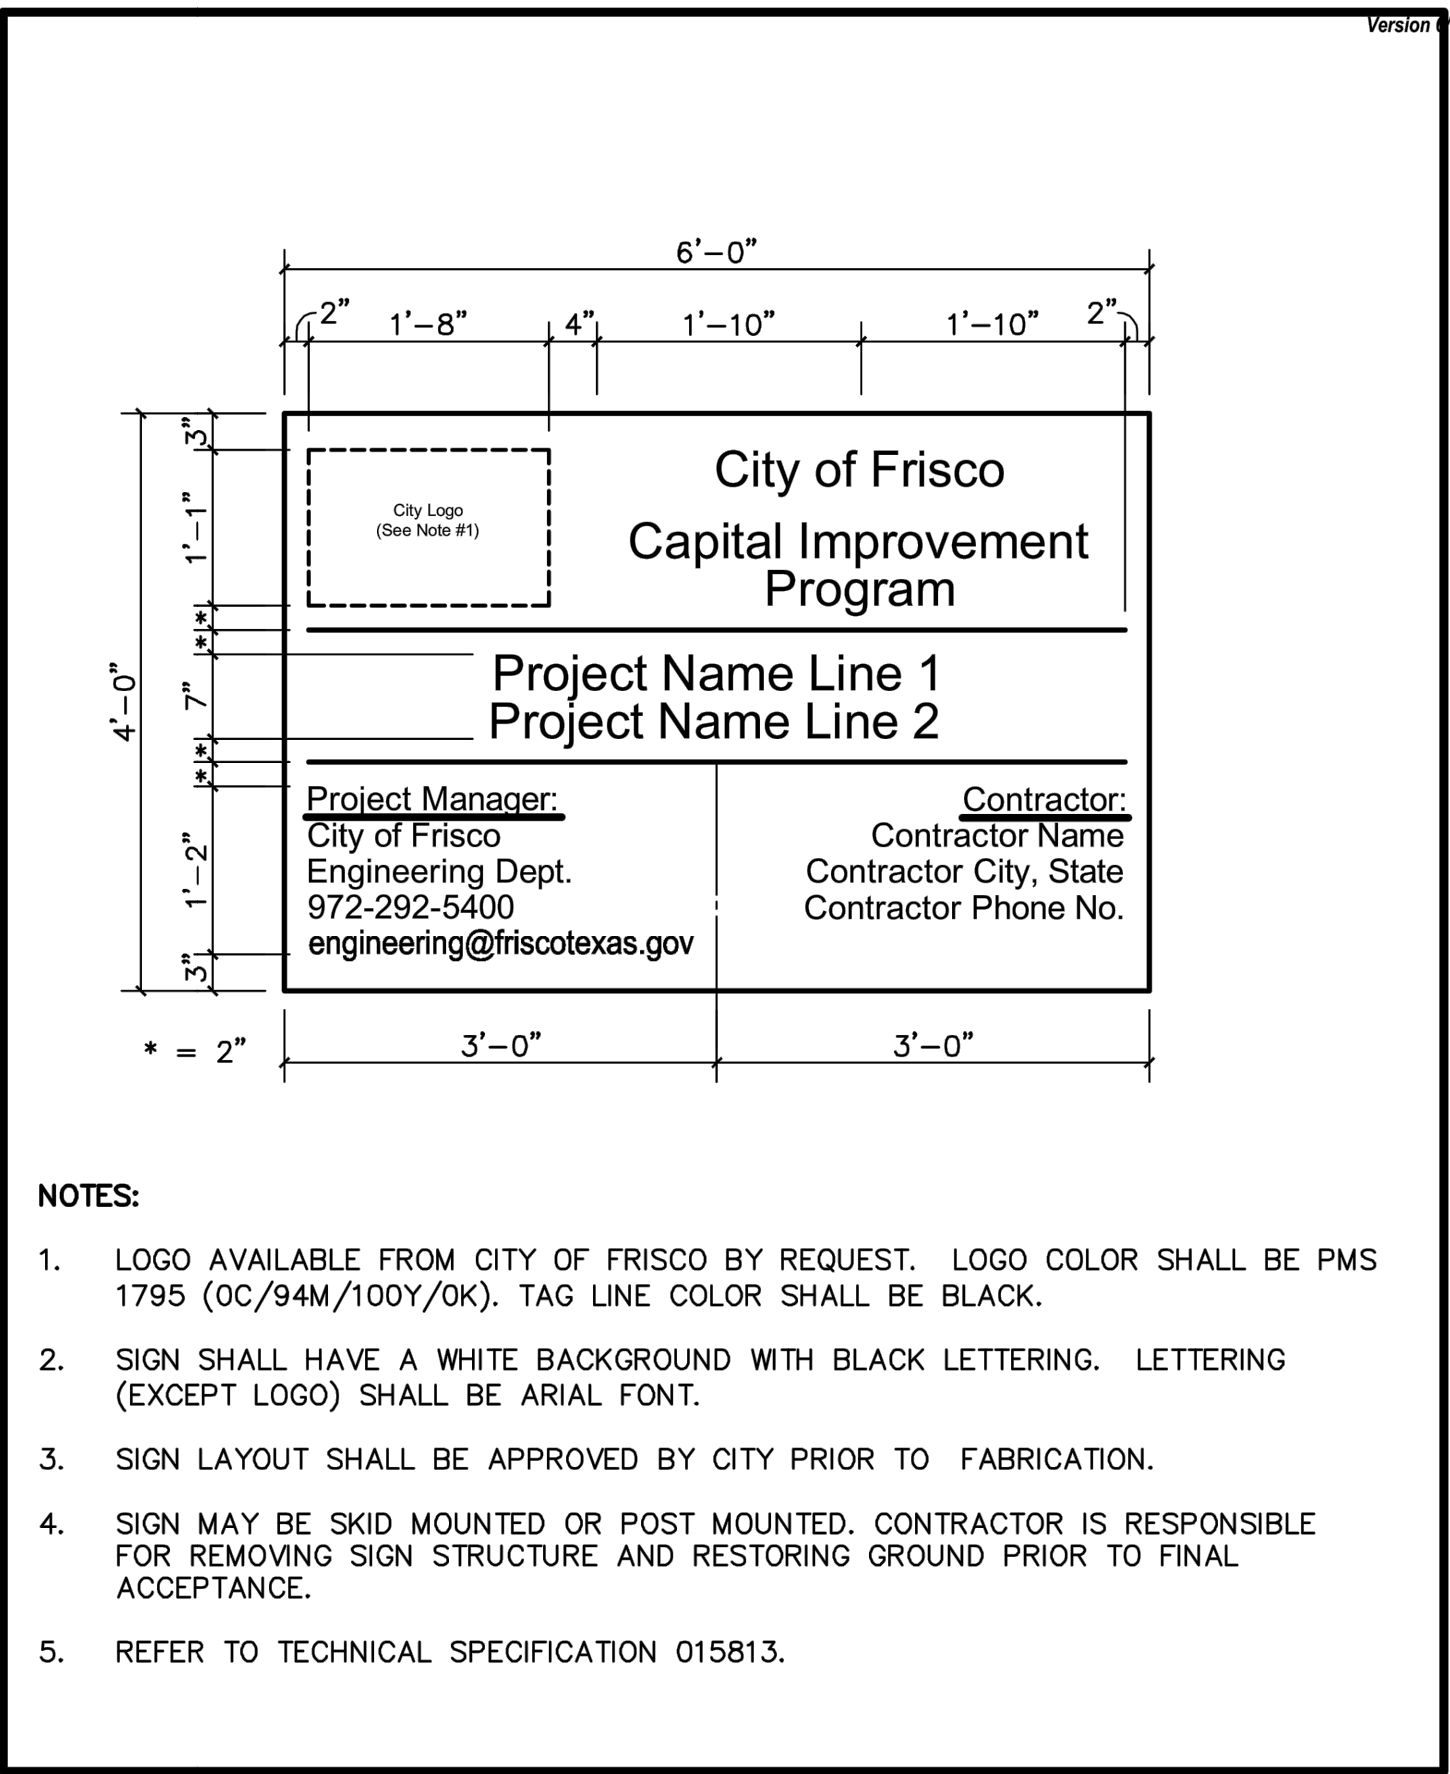 Version
6'-0"
2" 1'-8" 4" 1'-10" 1'-10" 2"
3"
1'-1"
*
*
7"
*
*
1'-2"
3"
4'-0"
City Logo
(See Note #1)
City of Frisco
Capital Improvement
Program
Project Name Line 1
Project Name Line 2
Project Manager:
City of Frisco
Engineering Dept.
972-292-5400
engineering@friscotexas.gov
Contractor:
Contractor Name
Contractor City, State
Contractor Phone No.
* = 2"
3'-0" 3'-0"
NOTES:
1. LOGO AVAILABLE FROM CITY OF FRISCO BY REQUEST. LOGO COLOR SHALL BE PMS
1795 (0C/94M/100Y/0K). TAG LINE COLOR SHALL BE BLACK.
2. SIGN SHALL HAVE A WHITE BACKGROUND WITH BLACK LETTERING. LETTERING
(EXCEPT LOGO) SHALL BE ARIAL FONT.
3. SIGN LAYOUT SHALL BE APPROVED BY CITY PRIOR TO FABRICATION.
4. SIGN MAY BE SKID MOUNTED OR POST MOUNTED. CONTRACTOR IS RESPONSIBLE
FOR REMOVING SIGN STRUCTURE AND RESTORING GROUND PRIOR TO FINAL
ACCEPTANCE.
5. REFER TO TECHNICAL SPECIFICATION 015813.